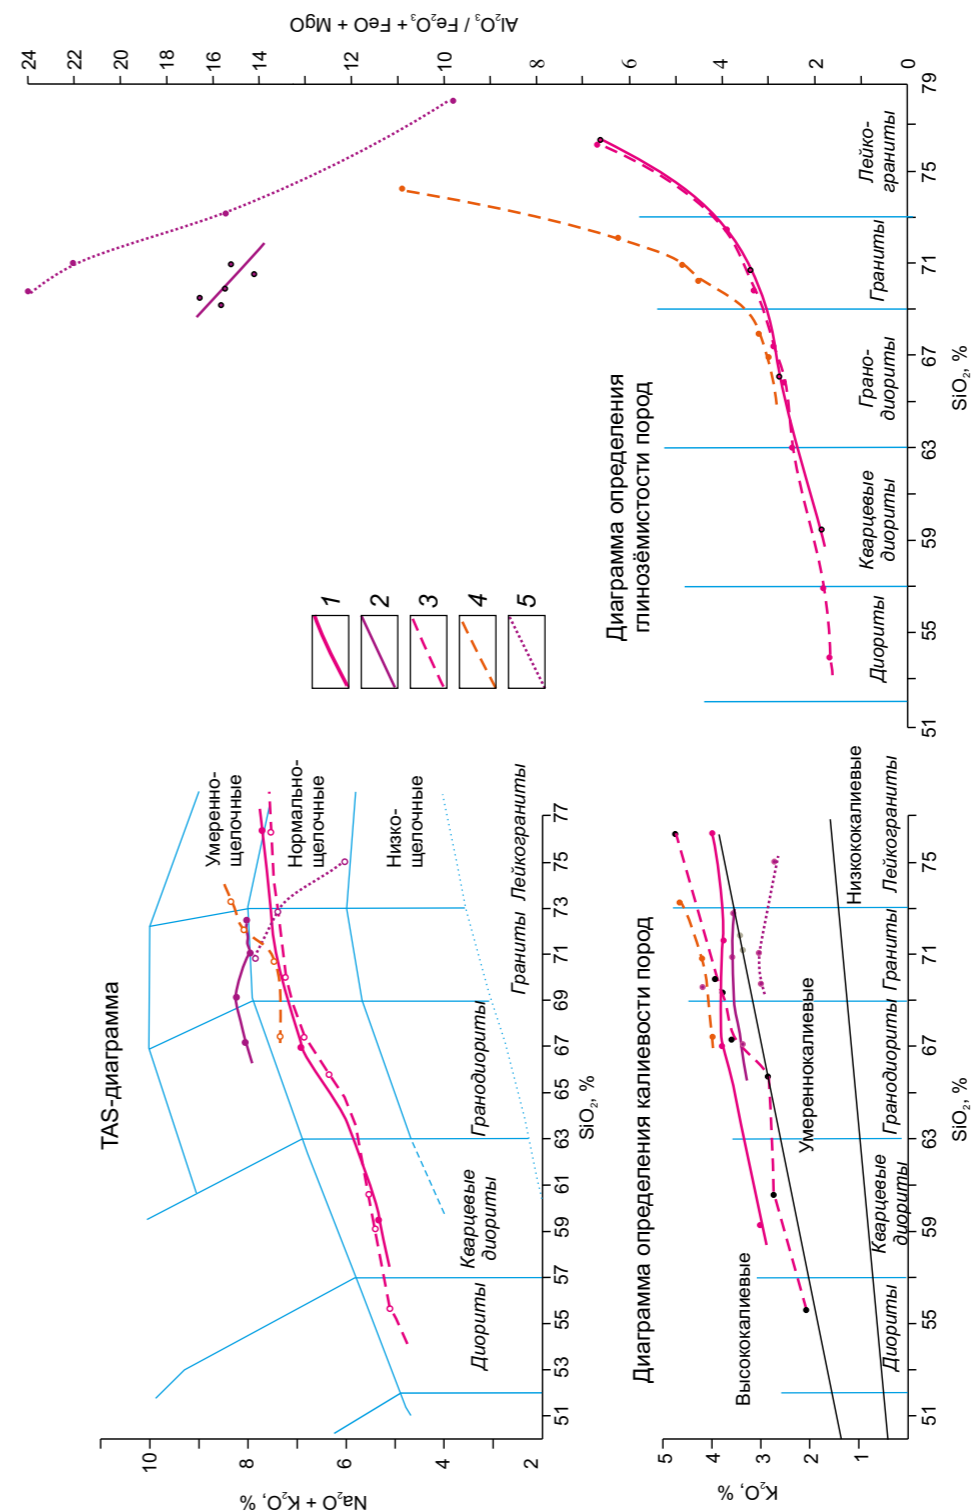 TAS-диаграмма
Na₂O + K₂O, %
10
8
6
4
2
Умеренно-
щелочные
Нормально-
щелочные
Низко-
щелочные
Диориты
Кварцевые
диориты
Гранодиориты
Граниты
Лейкограниты
51
53
55
57
59
61
63
65
67
69
71
73
75
77
SiO₂, %
1
2
3
4
5
Диаграмма определения калиевости пород
K₂O, %
5
4
3
2
1
Высококалиевые
Умереннокалиевые
Низкокалиевые
Диориты
Кварцевые
диориты
Гранодиориты
Граниты
Лейкограниты
51
55
59
63
67
71
75
SiO₂, %
Диаграмма определения
глинозёмистости пород
Al₂O₃ / Fe₂O₃ + FeO + MgO
24
22
20
18
16
14
12
11
8
6
4
2
0
Диориты
Кварцевые
диориты
Грано-
диориты
Граниты
Лейко-
граниты
51
55
59
63
67
71
75
79
SiO₂, %